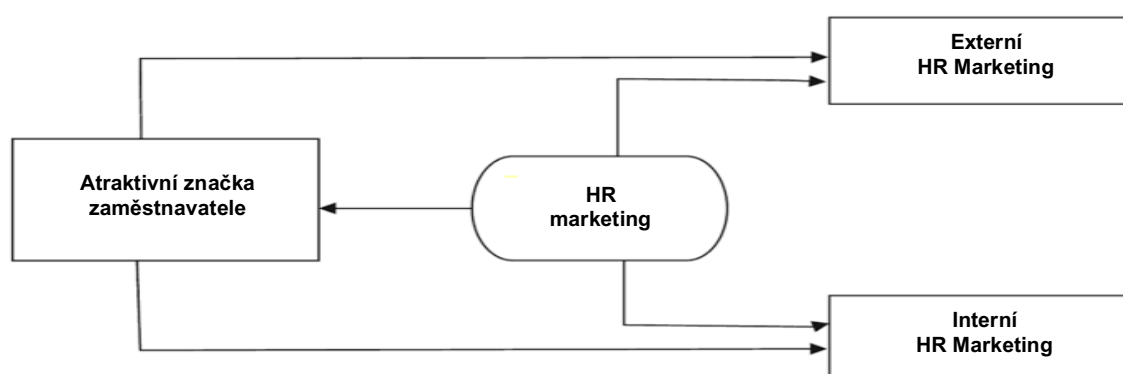 Externí
HR Marketing
Atraktivní značka
zaměstnavatele
HR
marketing
Interní
HR Marketing